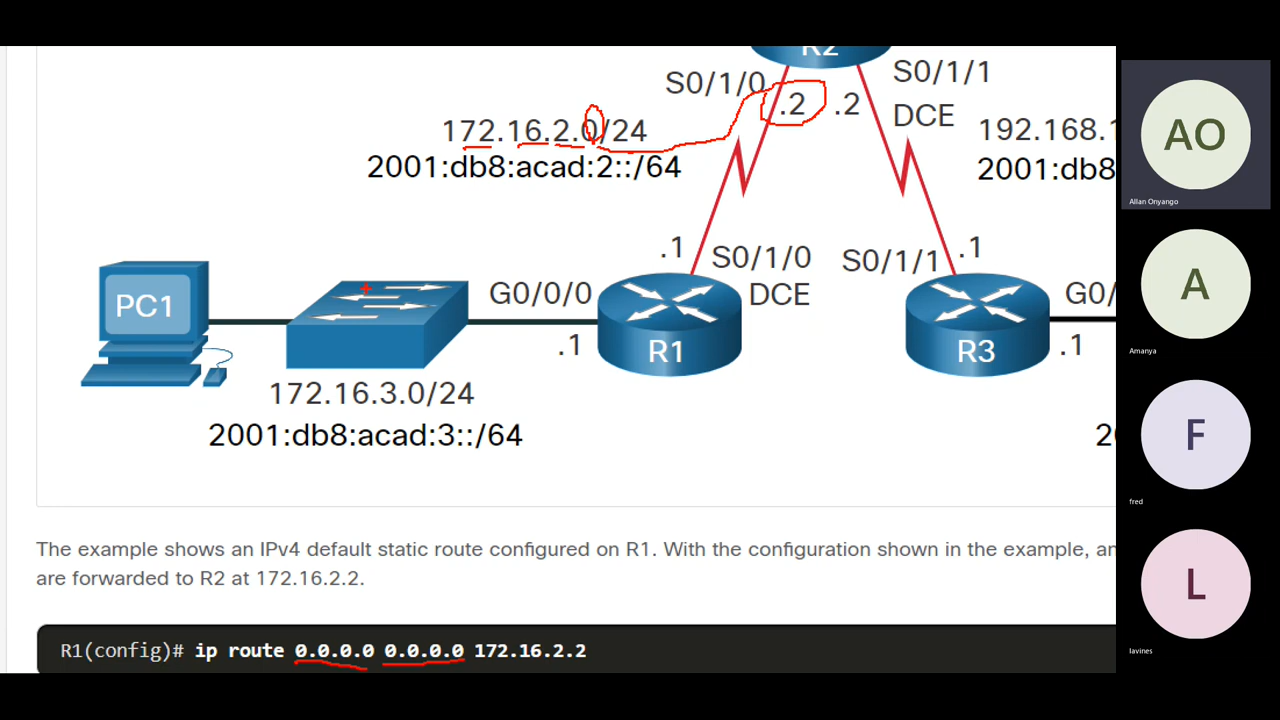 R2
S0/1/0
S0/1/1
.2
.2
DCE
172.16.2.0/24
192.168.1
2001:db8:acad:2::/64
2001:db8
.1
S0/1/0
S0/1/1
.1
DCE
PC1
G0/0/0
G0/
.1
R1
R3
.1
172.16.3.0/24
2001:db8:acad:3::/64
20
The example shows an IPv4 default static route configured on R1. With the configuration shown in the example, an
are forwarded to R2 at 172.16.2.2.
R1(config)# ip route 0.0.0.0 0.0.0.0 172.16.2.2
AO
Allan Onyango
A
Amanya
F
fred
L
lavines